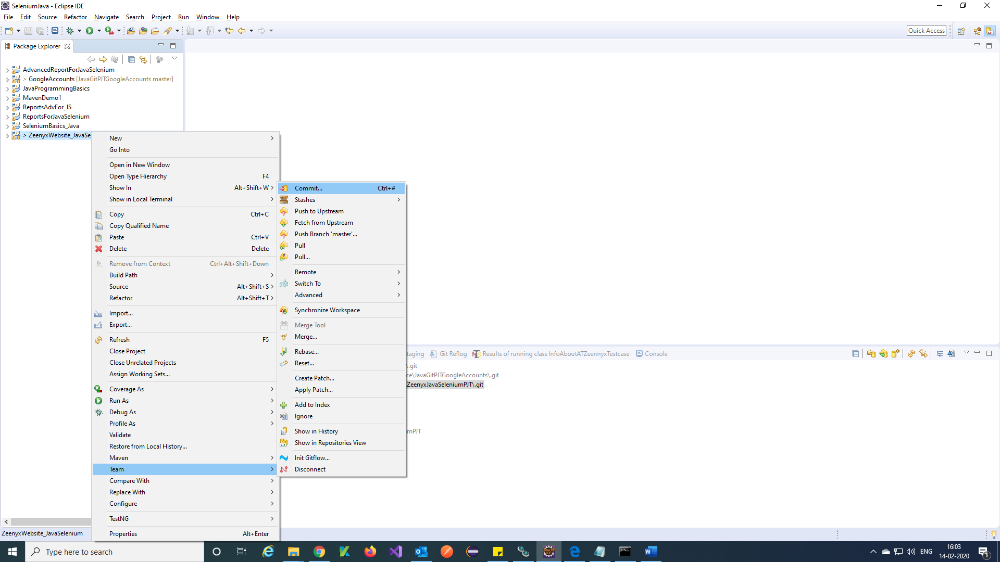 SeleniumJava - Eclipse IDE
File Edit Source Refactor Navigate Search Project Run Window Help
Quick Access
Package Explorer
AdvancedReportForJavaSelenium
> GoogleAccounts [JavaGitPJTGoogleAccounts master]
JavaProgrammingBasics
MavenDemo1
ReportsAdvFor_JS
ReportsForJavaSelenium
SeleniumBasics_Java
> ZeenyxWebsite_JavaSe
New
Go Into
Open in New Window
Open Type Hierarchy F4
Show In Alt+Shift+W
Show in Local Terminal
Copy Ctrl+C
Copy Qualified Name
Paste Ctrl+V
Delete Delete
Remove from Context Ctrl+Alt+Shift+Down
Build Path
Source Alt+Shift+S
Refactor Alt+Shift+T
Import...
Export...
Refresh F5
Close Project
Close Unrelated Projects
Assign Working Sets...
Coverage As
Run As
Debug As
Profile As
Validate
Restore from Local History...
Maven
Team
Compare With
Replace With
Configure
TestNG
Properties Alt+Enter
Commit... Ctrl+#
Stashes
Push to Upstream
Fetch from Upstream
Push Branch 'master'...
Pull
Pull...
Remote
Switch To
Advanced
Synchronize Workspace
Merge Tool
Merge...
Rebase...
Reset...
Create Patch...
Apply Patch...
Add to Index
Ignore
Show in History
Show in Repositories View
Init Gitflow...
Disconnect
taging Git Reflog Results of running class InfoAboutATZeennyxTestcase Console
\.git
ce\JavaGitPJTGoogleAccounts\.git
ZeenyxJavaSeleniumPJT\.git
mPJT
ZeenyxWebsite_JavaSelenium
Type here to search
ENG
16:03
14-02-2020
1